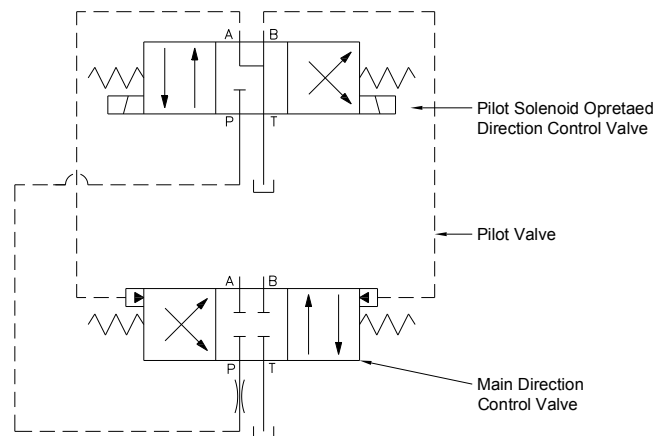 A B
P T
Pilot Solenoid Opretaed
Direction Control Valve
Pilot Valve
A B
P T
Main Direction
Control Valve